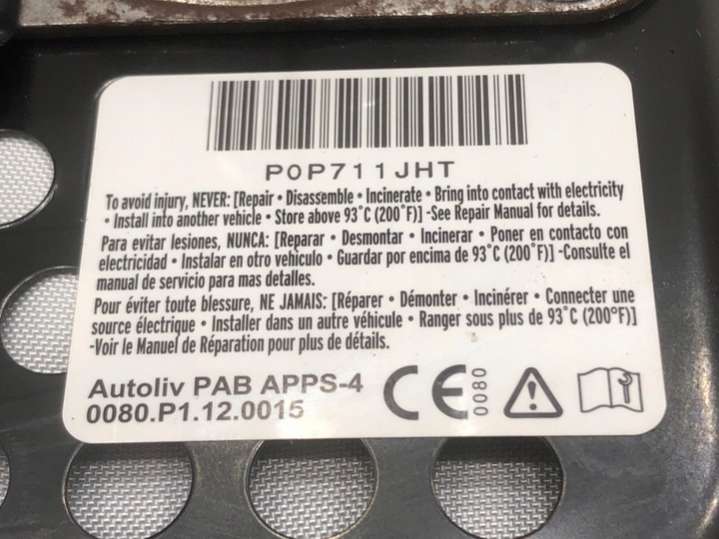 P0P711JHT
To avoid injury, NEVER: [Repair • Disassemble • Incinerate • Bring into contact with electricity
• Install into another vehicle • Store above 93°C (200°F)] -See Repair Manual for details.
Para evitar lesiones, NUNCA: [Reparar • Desmontar • Incinerar • Poner en contacto con
electricidad • Instalar en otro vehículo • Guardar por encima de 93°C (200°F)] -Consulte el
manual de servicio para mas detalles.
Pour éviter toute blessure, NE JAMAIS: [Réparer • Démonter • Incinérer • Connecter une
source électrique • Installer dans un autre véhicule • Ranger sous plus de 93°C (200°F)]
-Voir le Manuel de Réparation pour plus de détails.
Autoliv PAB APPS-4
0080.P1.12.0015
CE 0080